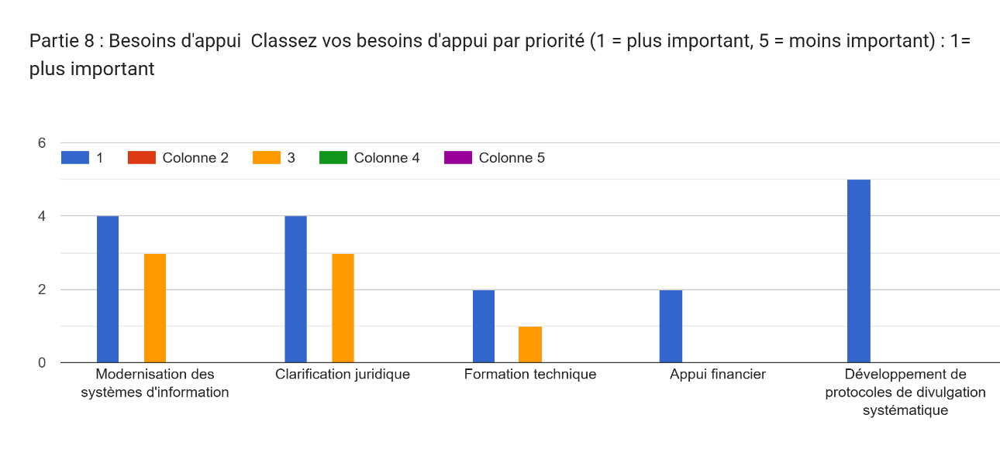 Partie 8 : Besoins d'appui  Classez vos besoins d'appui par priorité (1 = plus important, 5 = moins important) : 1=
plus important
6
1 Colonne 2 3 Colonne 4 Colonne 5
4
2
0
Modernisation des
systèmes d'information
Clarification juridique
Formation technique
Appui financier
Développement de
protocoles de divulgation
systématique